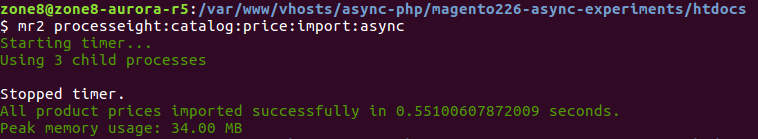 zone8@zone8-aurora-r5:/var/www/vhosts/async-php/magento226-async-experiments/htdocs
$ mr2 processeight:catalog:price:import:async
Starting timer...
Using 3 child processes
Stopped timer.
All product prices imported successfully in 0.55100607872009 seconds.
Peak memory usage: 34.00 MB